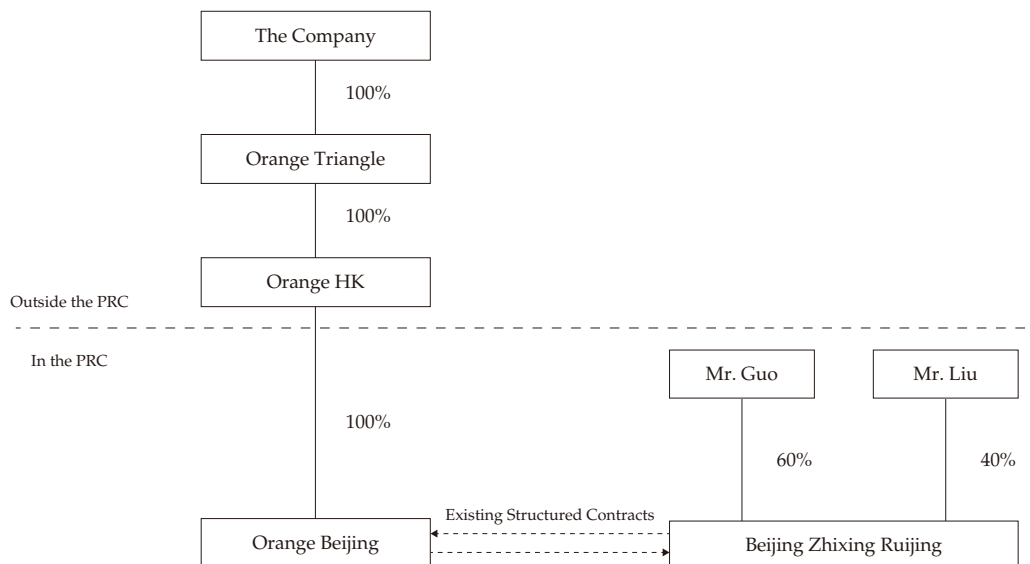 The Company
100%
Orange Triangle
100%
Orange HK
Outside the PRC
In the PRC
Mr. Guo
Mr. Liu
100%
60%
40%
Existing Structured Contracts
Orange Beijing
Beijing Zhixing Ruijing